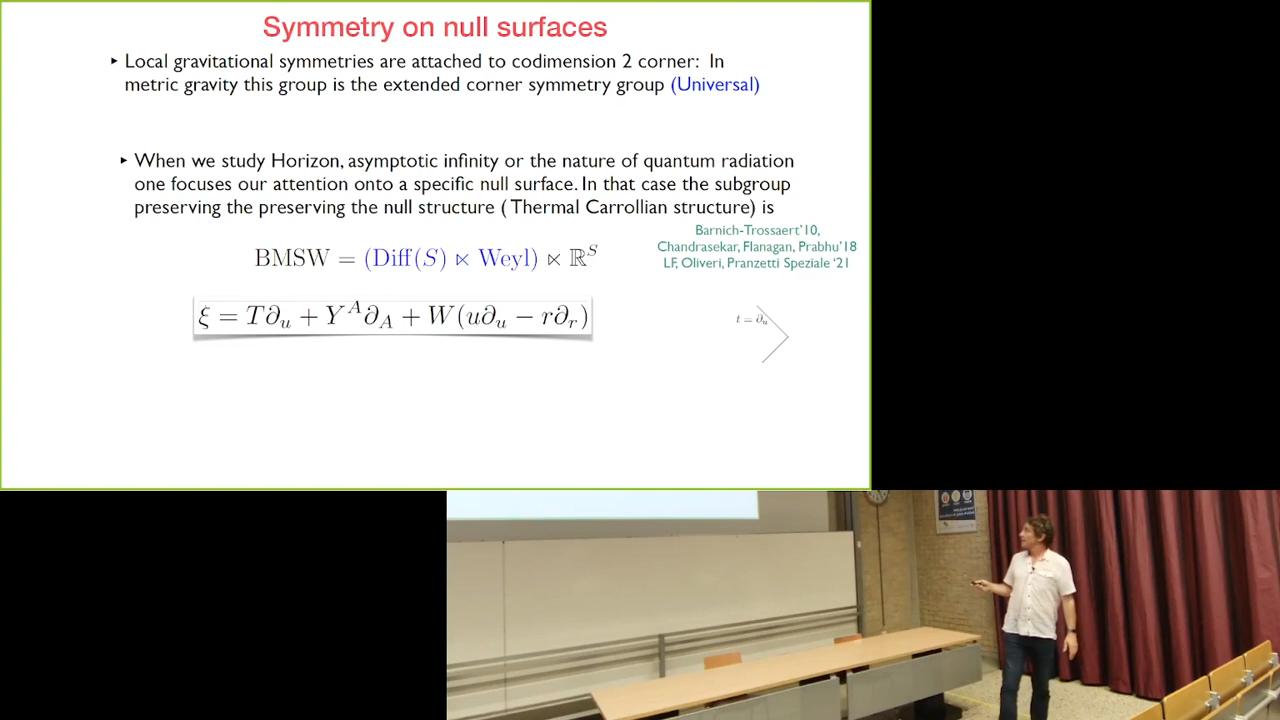 Symmetry on null surfaces
‣ Local gravitational symmetries are attached to codimension 2 corner: In
metric gravity this group is the extended corner symmetry group (Universal)
‣ When we study Horizon, asymptotic infinity or the nature of quantum radiation
one focuses our attention onto a specific null surface. In that case the subgroup
preserving the preserving the null structure ( Thermal Carrollian structure) is
Barnich-Trossaert'10,
Chandrasekar, Flanagan, Prabhu'18
LF, Oliveri, Pranzetti Speziale '21
BMSW = (Diff(S) ⋉ Weyl) ⋉ ℝ^S
ξ = T∂_u + Y^A∂_A + W(u∂_u − r∂_r)
t = ∂_u